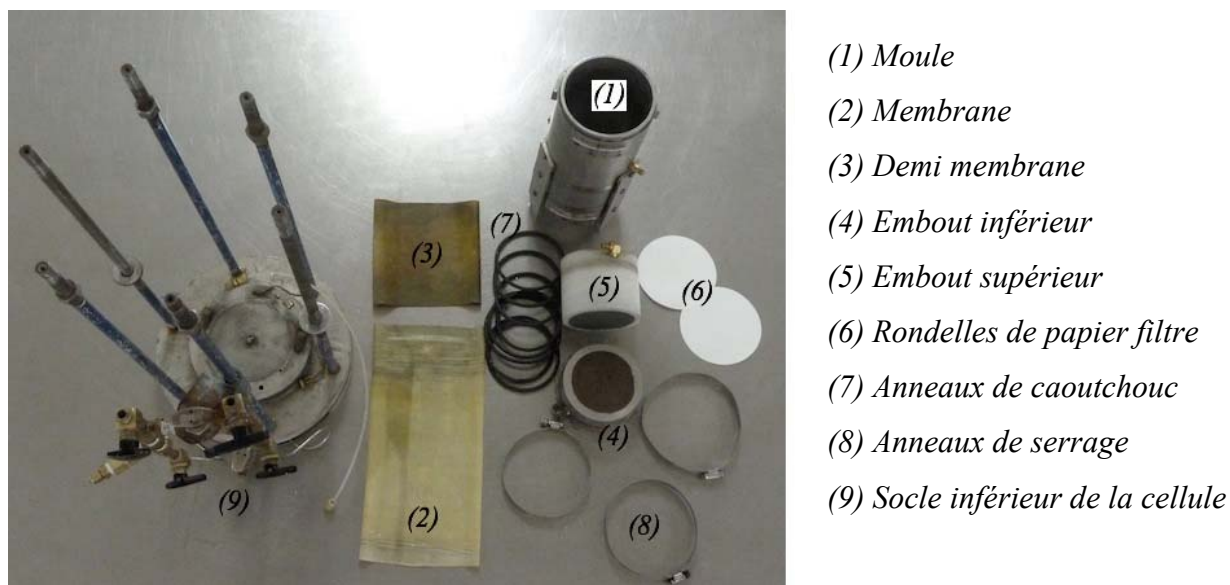 (1)
(7)
(3)
(5)
(6)
(4)
(2)
(8)
(9)
(1) Moule
(2) Membrane
(3) Demi membrane
(4) Embout inférieur
(5) Embout supérieur
(6) Rondelles de papier filtre
(7) Anneaux de caoutchouc
(8) Anneaux de serrage
(9) Socle inférieur de la cellule